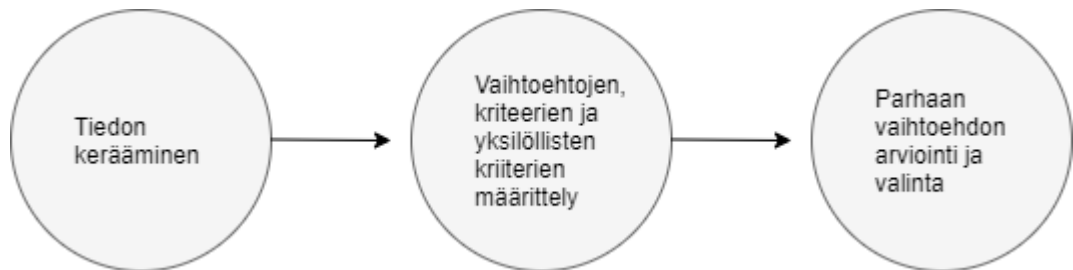 Tiedon
kerääminen
Vaihtoehtojen,
kriteerien ja
yksilöllisten
kriiterien
määrittely
Parhaan
vaihtoehdon
arviointi ja
valinta